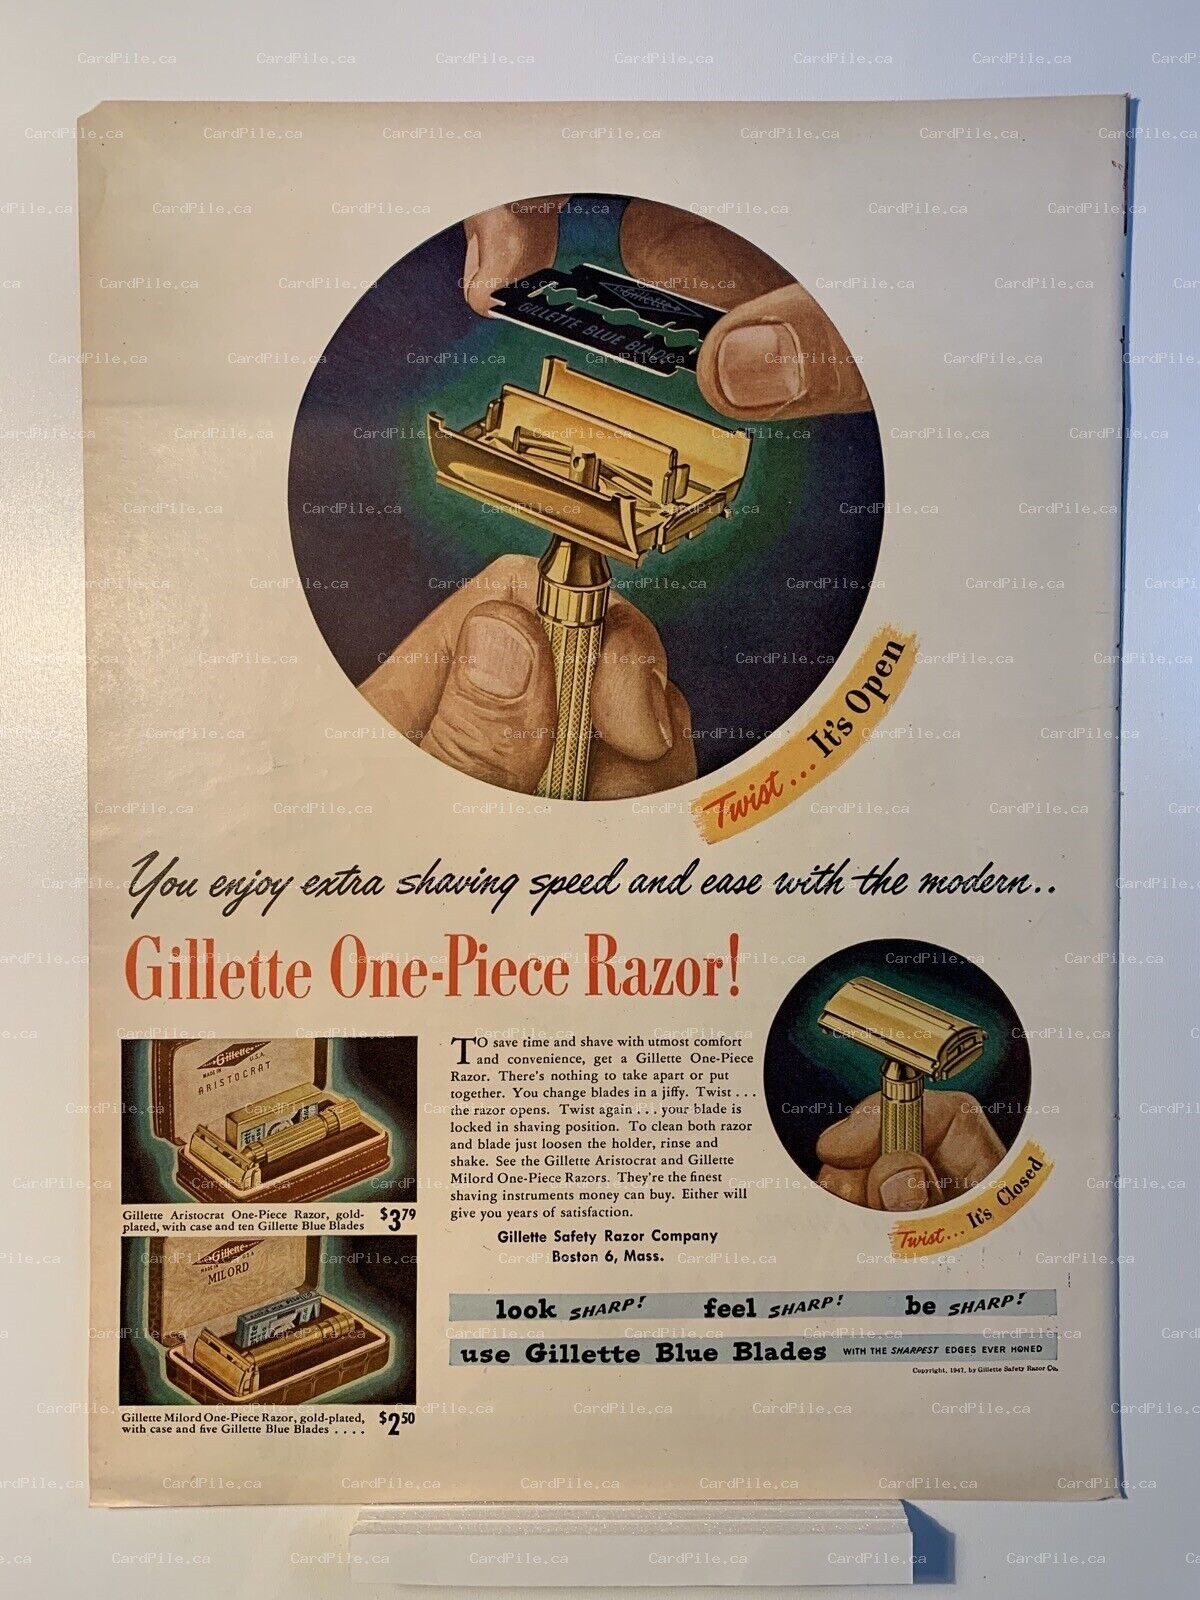 Gillette
GILLETTE BLUE BLADE
Twist... It's Open
You enjoy extra shaving speed and ease with the modern..
Gillette One-Piece Razor!
Gillette
MADE IN U.S.A.
ARISTOCRAT
Gillette Aristocrat One-Piece Razor, gold-
plated, with case and ten Gillette Blue Blades $3 79
Gillette
MADE IN U.S.A.
MILORD
Gillette Milord One-Piece Razor, gold-plated,
with case and five Gillette Blue Blades . . . . $2 50
TO save time and shave with utmost comfort
and convenience, get a Gillette One-Piece
Razor. There's nothing to take apart or put
together. You change blades in a jiffy. Twist . . .
the razor opens. Twist again . . . your blade is
locked in shaving position. To clean both razor
and blade just loosen the holder, rinse and
shake. See the Gillette Aristocrat and Gillette
Milord One-Piece Razors. They're the finest
shaving instruments money can buy. Either will
give you years of satisfaction.
Gillette Safety Razor Company
Boston 6, Mass.
Twist... It's Closed
look SHARP! feel SHARP! be SHARP!
use Gillette Blue Blades WITH THE SHARPEST EDGES EVER HONED
Copyright, 1947, by Gillette Safety Razor Co.
CardPile.ca